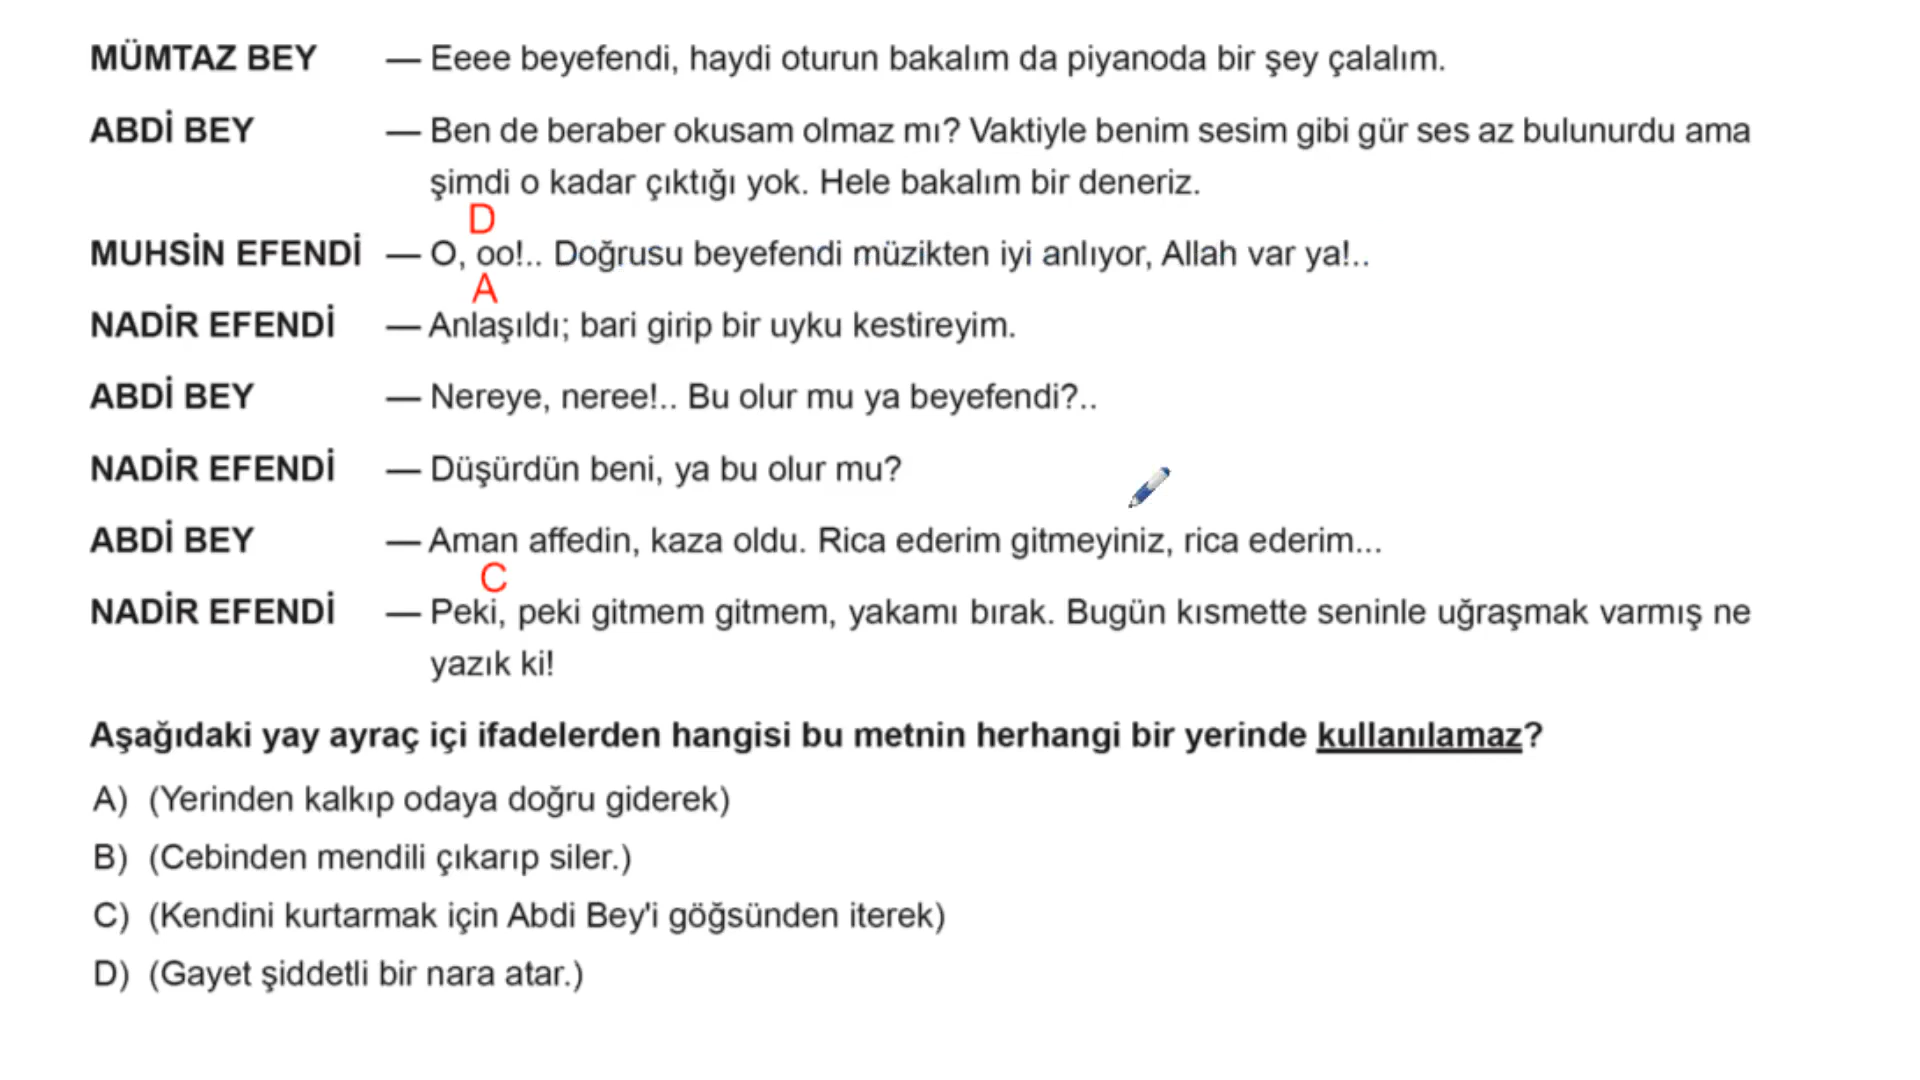 MÜMTAZ BEY — Eeee beyefendi, haydi oturun bakalım da piyanoda bir şey çalalım.
ABDİ BEY — Ben de beraber okusam olmaz mı? Vaktiyle benim sesim gibi gür ses az bulunurdu ama
şimdi o kadar çıktığı yok. Hele bakalım bir deneriz.
D
MUHSİN EFENDİ — O, oo!.. Doğrusu beyefendi müzikten iyi anlıyor, Allah var ya!..
A
NADİR EFENDİ — Anlaşıldı; bari girip bir uyku kestireyim.
ABDİ BEY — Nereye, neree!.. Bu olur mu ya beyefendi?..
NADİR EFENDİ — Düşürdün beni, ya bu olur mu?
ABDİ BEY — Aman affedin, kaza oldu. Rica ederim gitmeyiniz, rica ederim...
C
NADİR EFENDİ — Peki, peki gitmem gitmem, yakamı bırak. Bugün kısmette seninle uğraşmak varmış ne
yazık ki!
Aşağıdaki yay ayraç içi ifadelerden hangisi bu metnin herhangi bir yerinde kullanılamaz?
A) (Yerinden kalkıp odaya doğru giderek)
B) (Cebinden mendili çıkarıp siler.)
C) (Kendini kurtarmak için Abdi Bey'i göğsünden iterek)
D) (Gayet şiddetli bir nara atar.)